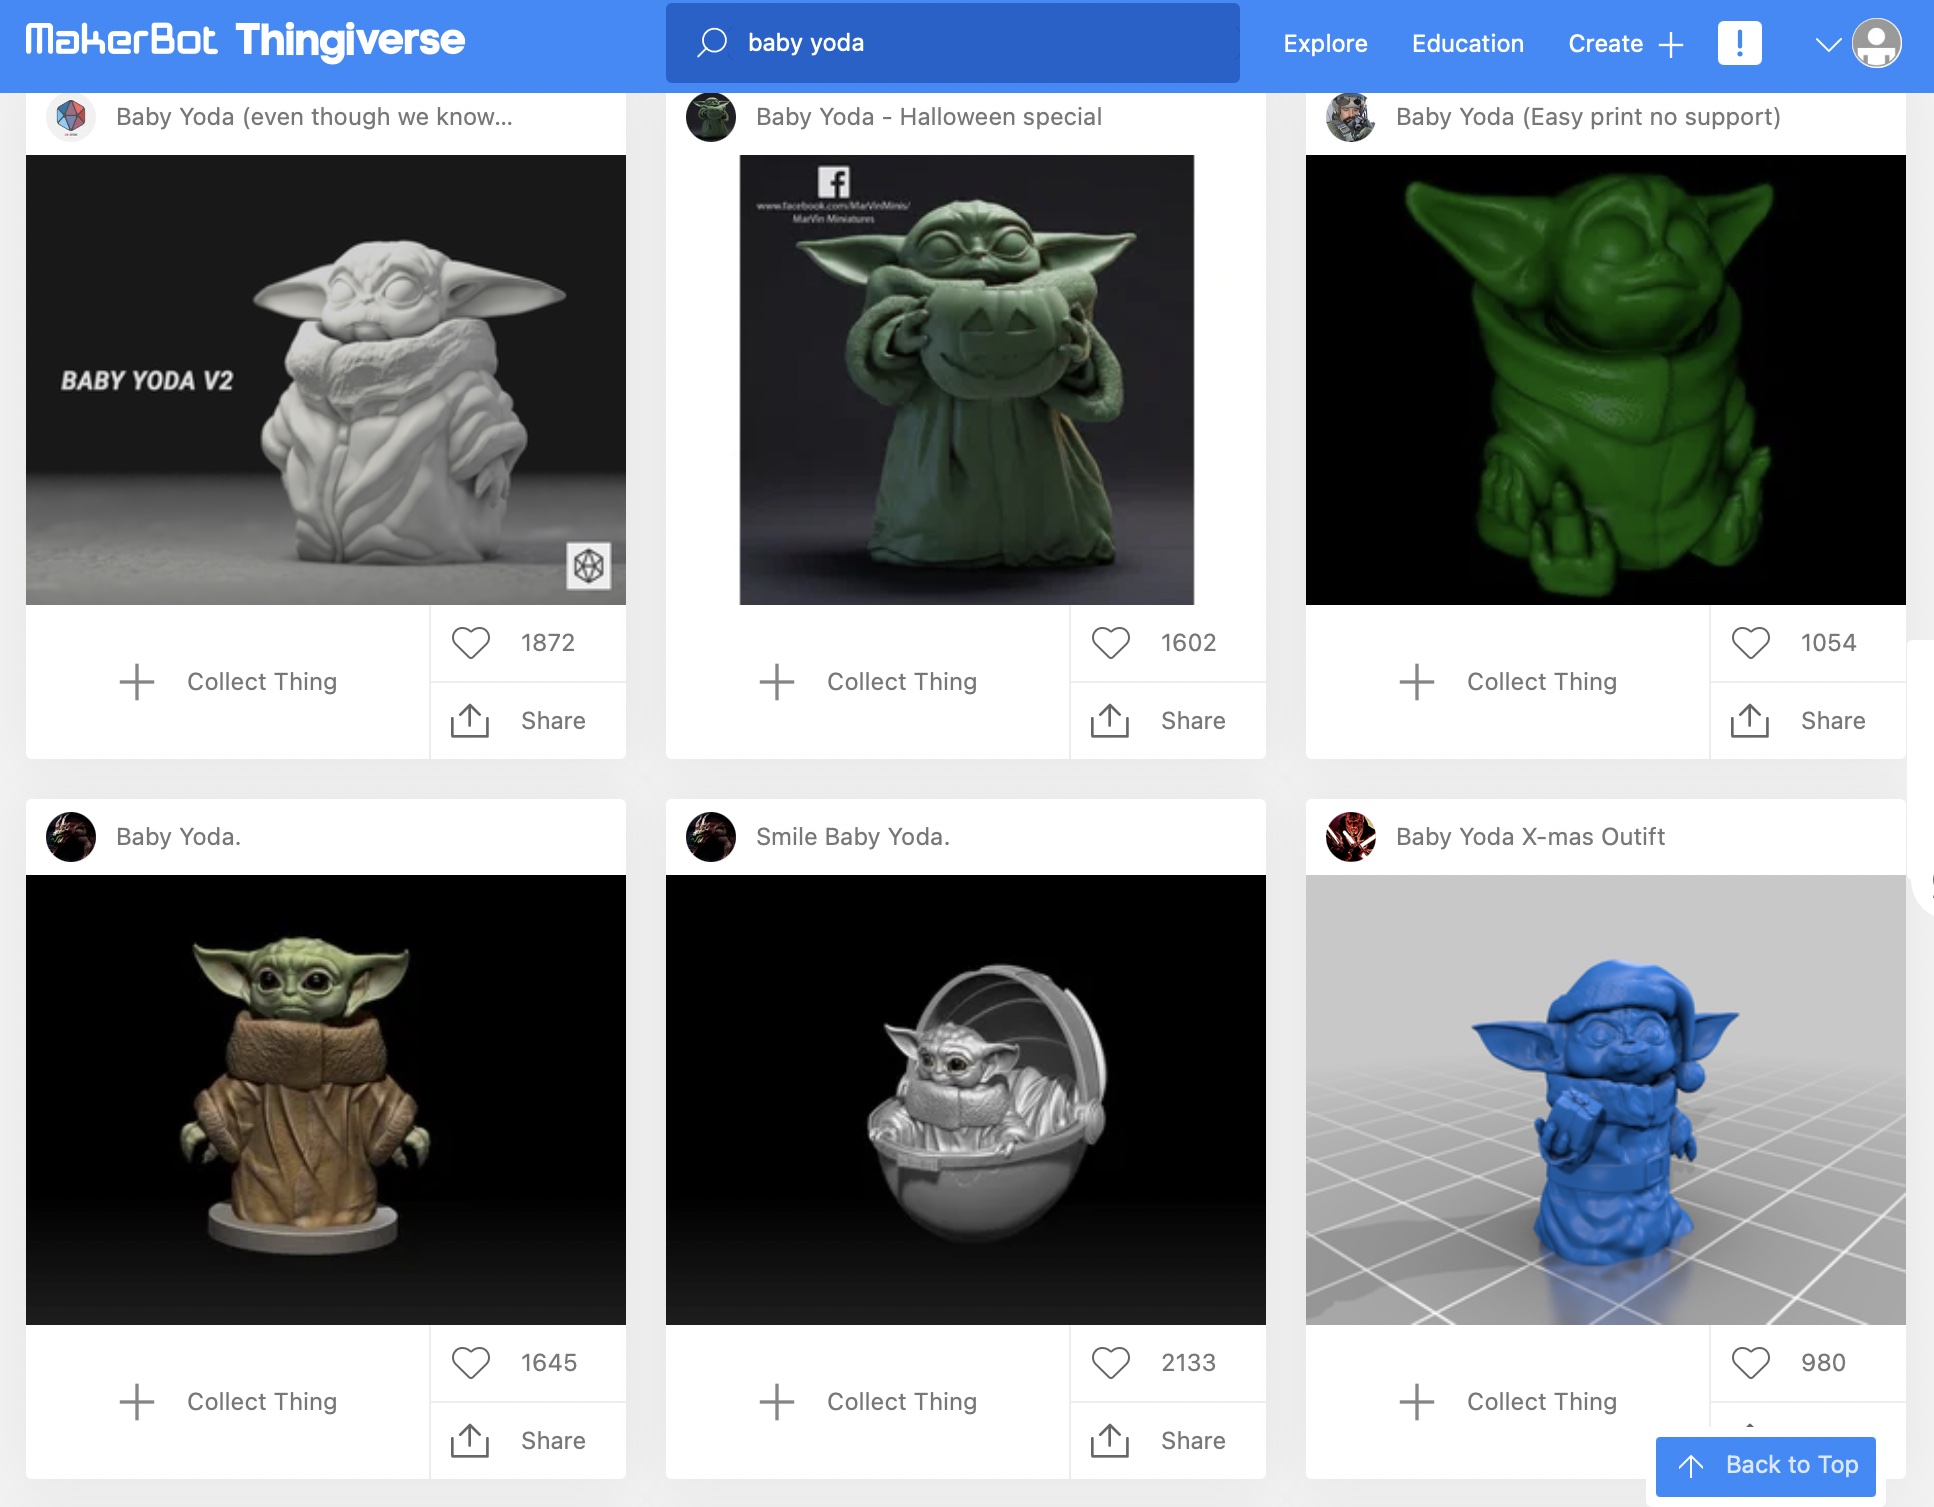 MakerBot Thingiverse
baby yoda
Explore
Education
Create
!
Baby Yoda (even though we know...
Baby Yoda - Halloween special
Baby Yoda (Easy print no support)
BABY YODA V2
www.facebook.com/MarVinMinis/
MarVin Miniatures
Collect Thing
1872
Share
Collect Thing
1602
Share
Collect Thing
1054
Share
Baby Yoda.
Smile Baby Yoda.
Baby Yoda X-mas Outift
Collect Thing
1645
Share
Collect Thing
2133
Share
Collect Thing
980
Back to Top